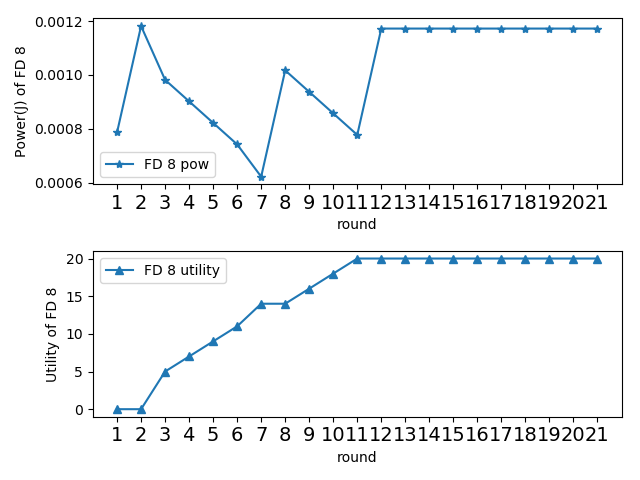 0.0012
0.0010
0.0008
0.0006
Power(J) of FD 8
FD 8 pow
1 2 3 4 5 6 7 8 9 10 11 12 13 14 15 16 17 18 19 20 21
round
20
15
10
5
0
Utility of FD 8
FD 8 utility
1 2 3 4 5 6 7 8 9 10 11 12 13 14 15 16 17 18 19 20 21
round